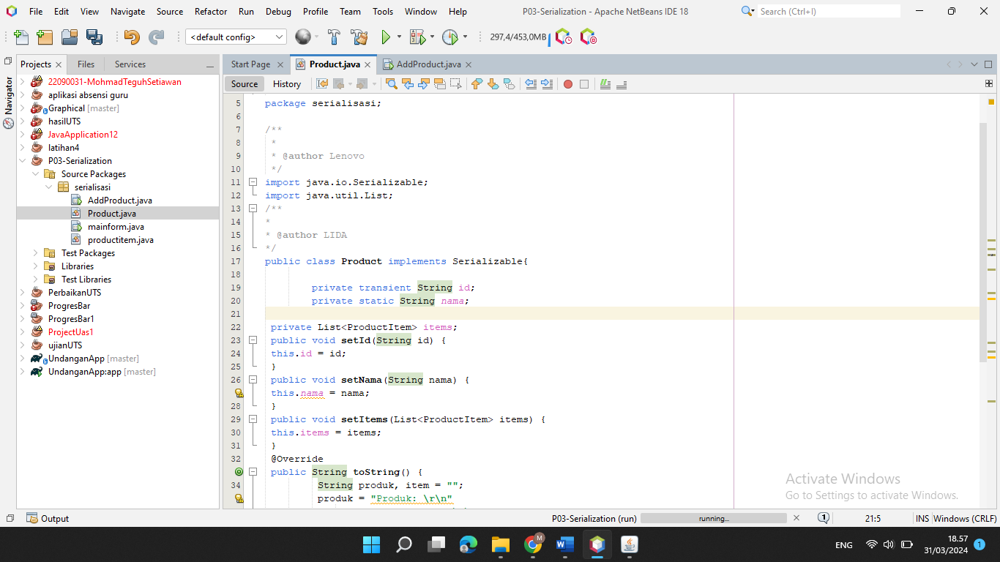 File Edit View Navigate Source Refactor Run Debug Profile Team Tools Window Help P03-Serialization - Apache NetBeans IDE 18 Search (Ctrl+I)
<default config> 297,4/453,0MB
Projects Files Services
Start Page Product.java AddProduct.java
Source History
Navigator
22090031-MohmadTeguhSetiawan
aplikasi absensi guru
Graphical [master]
hasilUTS
JavaApplication12
latihan4
P03-Serialization
Source Packages
serialisasi
AddProduct.java
Product.java
mainform.java
productitem.java
Test Packages
Libraries
Test Libraries
PerbaikanUTS
ProgresBar
ProgresBar1
ProjectUas1
ujianUTS
UndanganApp [master]
UndanganApp:app [master]
5 package serialisasi;
6
7 /**
8 *
9 * @author Lenovo
10 */
11 import java.io.Serializable;
12 import java.util.List;
13 /**
14 *
15 * @author LIDA
16 */
17 public class Product implements Serializable{
18
19 private transient String id;
20 private static String nama;
21
22 private List<ProductItem> items;
23 public void setId(String id) {
24 this.id = id;
25 }
26 public void setNama(String nama) {
this.nama = nama;
28 }
29 public void setItems(List<ProductItem> items) {
30 this.items = items;
31 }
32 @Override
public String toString() {
34 String produk, item = "";
produk = "Produk: \r\n"
Activate Windows
Go to Settings to activate Windows.
Output P03-Serialization (run) running... 1 21:5 INS Windows (CRLF)
M
ENG 18.57 1
31/03/2024